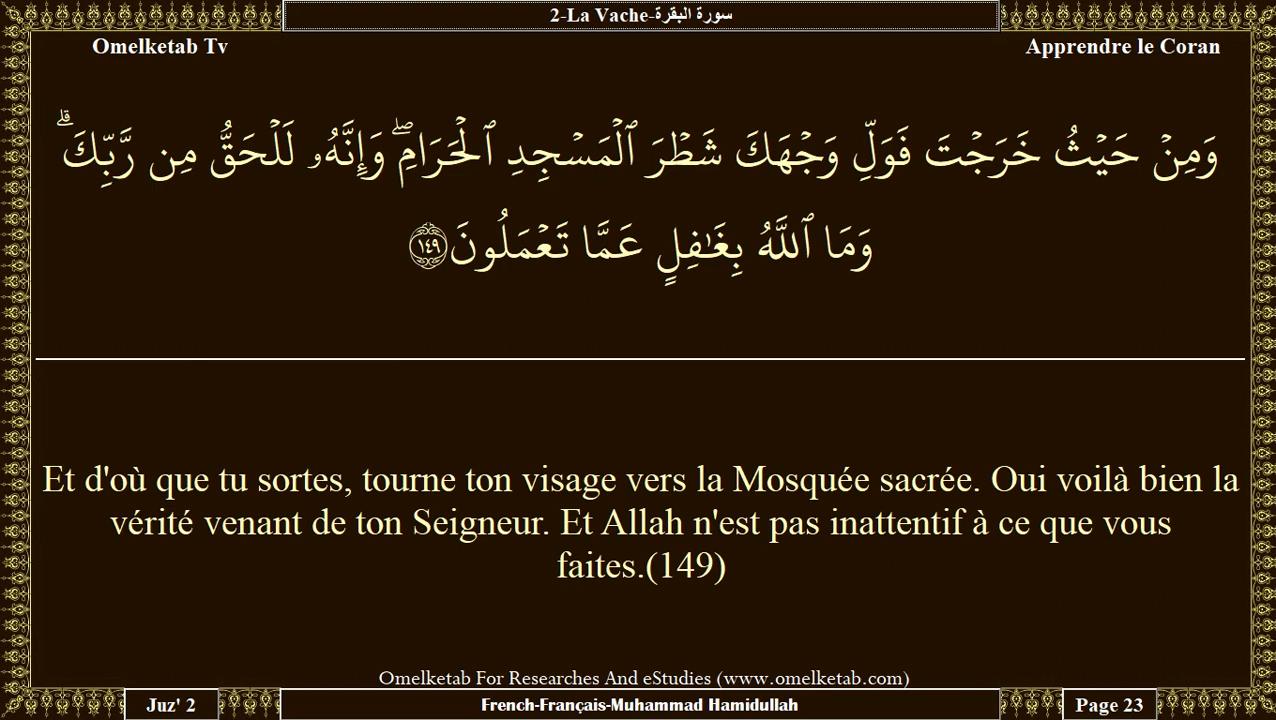 2-La Vache-سورة البقرة
Omelketab Tv
Apprendre le Coran
وَمِنۡ حَيۡثُ خَرَجۡتَ فَوَلِّ وَجۡهَكَ شَطۡرَ ٱلۡمَسۡجِدِ ٱلۡحَرَامِۖ وَإِنَّهُۥ لَلۡحَقُّ مِن رَّبِّكَۗ
وَمَا ٱللَّهُ بِغَٰفِلٍ عَمَّا تَعۡمَلُونَ ١٤٩
Et d'où que tu sortes, tourne ton visage vers la Mosquée sacrée. Oui voilà bien la
vérité venant de ton Seigneur. Et Allah n'est pas inattentif à ce que vous
faites.(149)
Omelketab For Researches And eStudies (www.omelketab.com)
Juz' 2
French-Français-Muhammad Hamidullah
Page 23